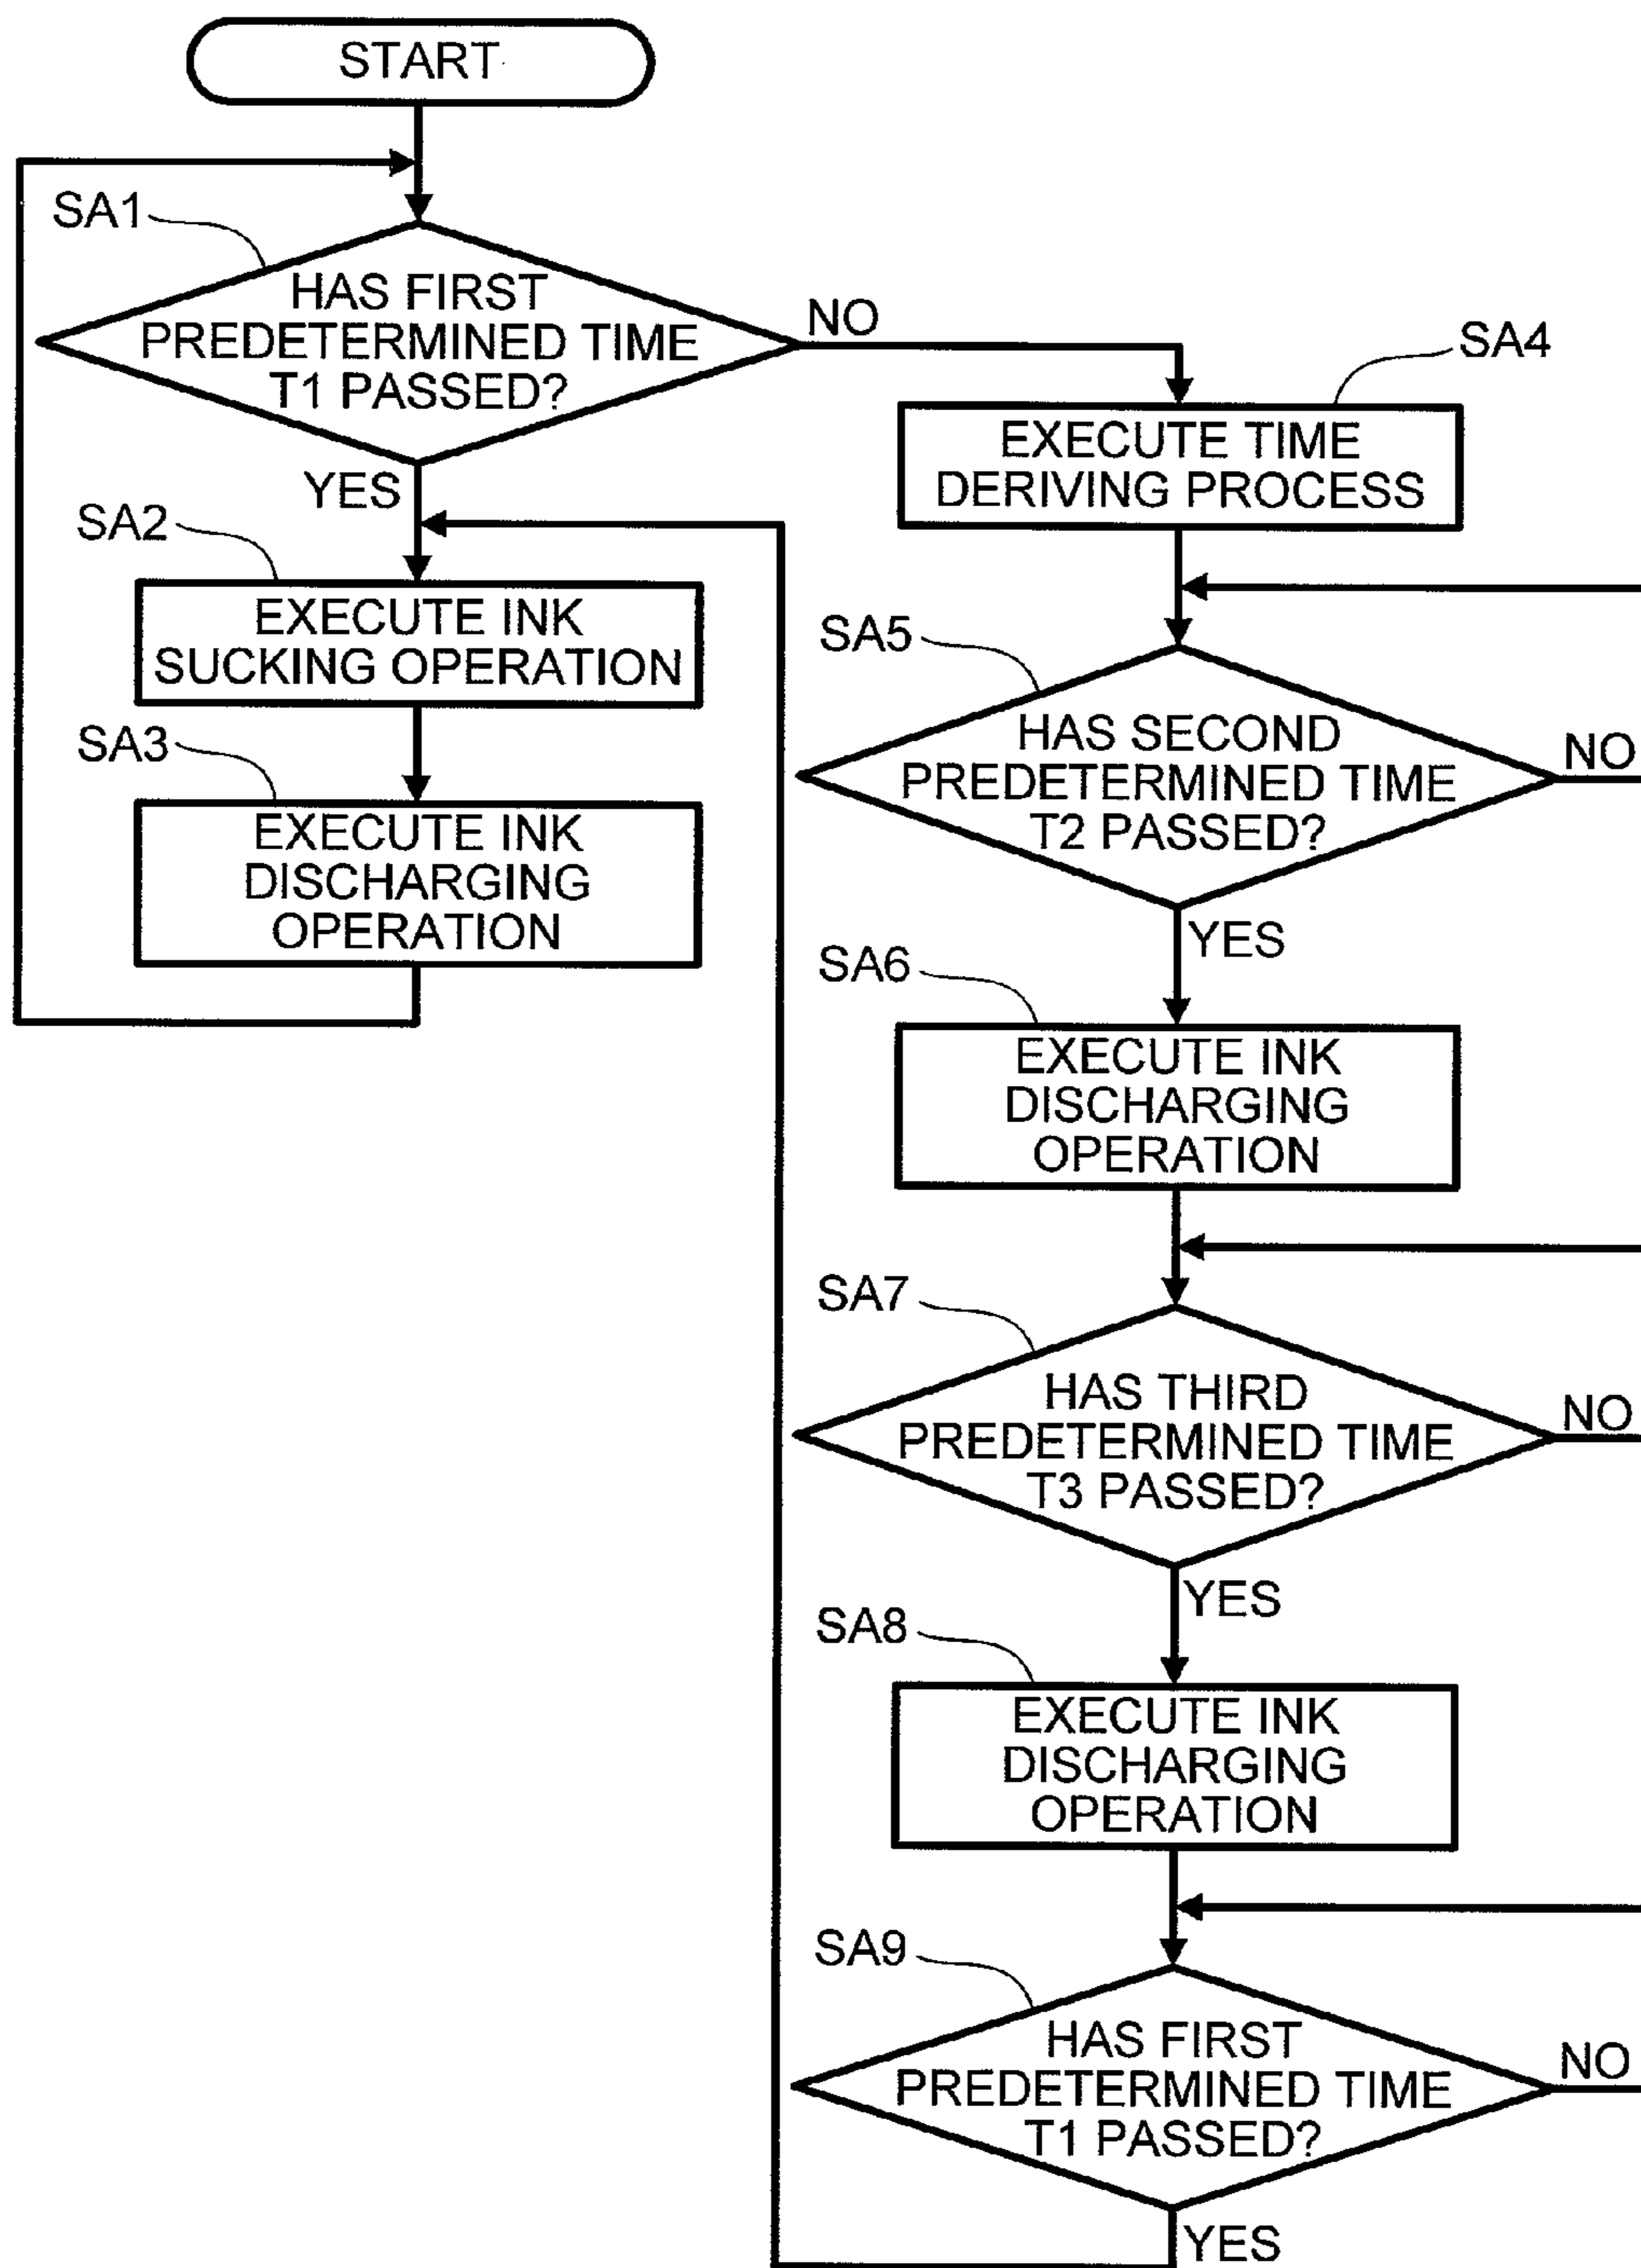 START
SA1
HAS FIRST
PREDETERMINED TIME
T1 PASSED?
NO
YES
SA2
EXECUTE INK
SUCKING OPERATION
SA3
EXECUTE INK
DISCHARGING
OPERATION
SA4
EXECUTE TIME
DERIVING PROCESS
SA5
HAS SECOND
PREDETERMINED TIME
T2 PASSED?
NO
YES
SA6
EXECUTE INK
DISCHARGING
OPERATION
SA7
HAS THIRD
PREDETERMINED TIME
T3 PASSED?
NO
YES
SA8
EXECUTE INK
DISCHARGING
OPERATION
SA9
HAS FIRST
PREDETERMINED TIME
T1 PASSED?
NO
YES